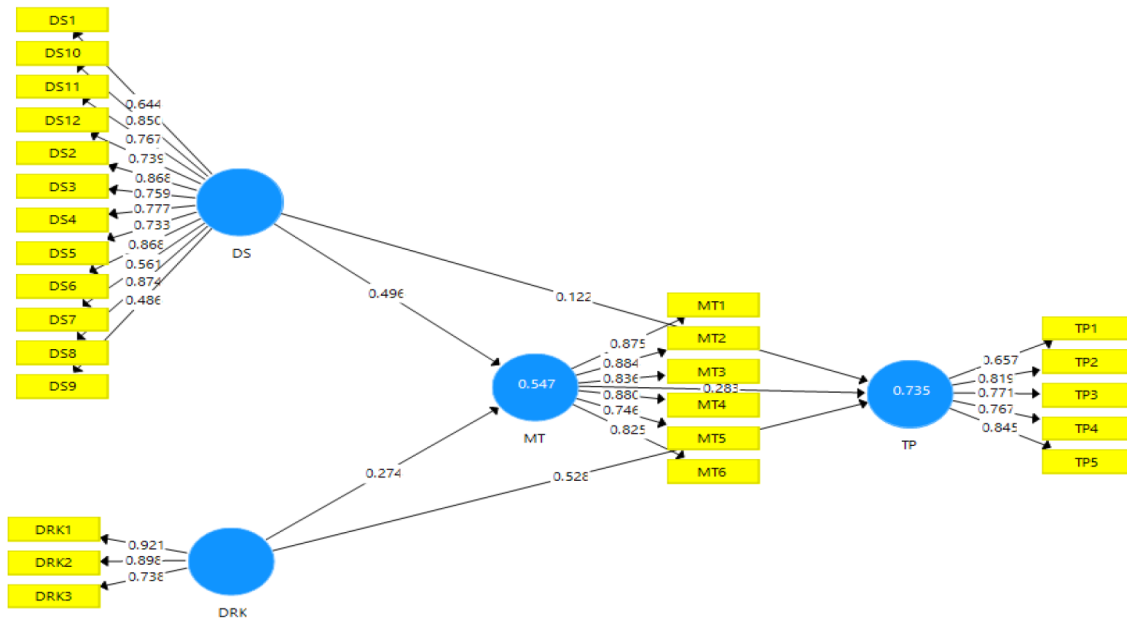 DS1
DS10
DS11
DS12
DS2
DS3
DS4
DS5
DS6
DS7
DS8
DS9
0.644
0.850
0.767
0.739
0.868
0.759
0.777
0.733
0.868
0.561
0.874
0.486
DS
0.496
0.122
MT1
MT2
MT3
MT4
MT5
MT6
0.875
0.884
0.836
0.283
0.880
0.746
0.825
0.547
MT
TP1
TP2
TP3
TP4
TP5
0.657
0.819
0.771
0.767
0.845
0.735
TP
0.274
0.528
DRK1
DRK2
DRK3
0.921
0.898
0.738
DRK